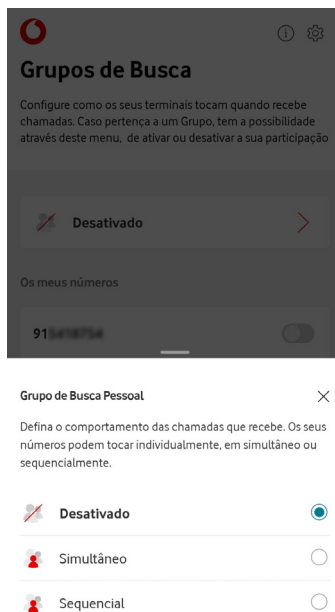 Grupos de Busca
Configure como os seus terminais tocam quando recebe
chamadas. Caso pertença a um Grupo, tem a possibilidade
através deste menu, de ativar ou desativar a sua participação
Desativado
Os meus números
91
Grupo de Busca Pessoal
Defina o comportamento das chamadas que recebe. Os seus
números podem tocar individualmente, em simultâneo ou
sequencialmente.
Desativado
Simultâneo
Sequencial